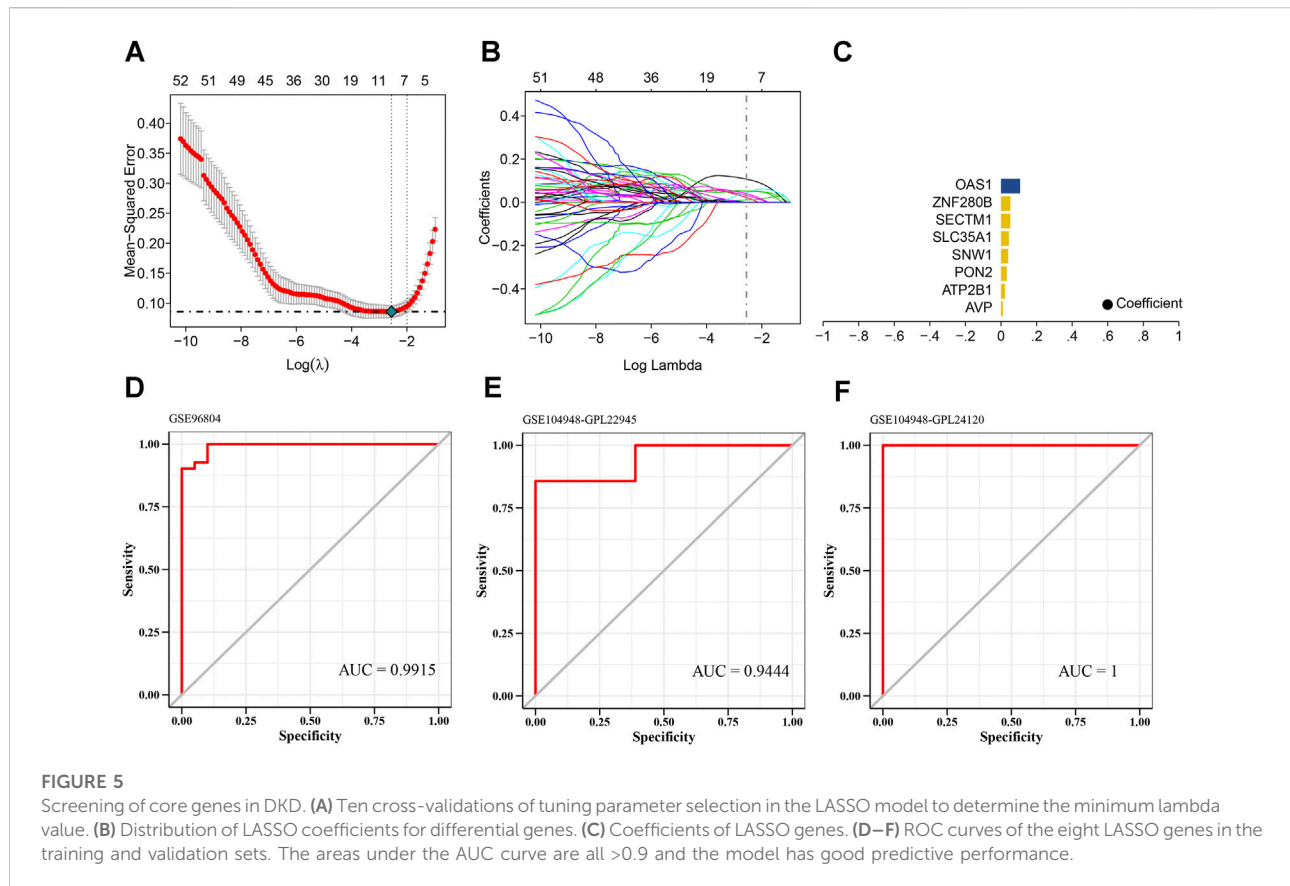 A
52 51 49 45 36 30 19 11 7 5
0.40
0.35
0.30
0.25
0.20
0.15
0.10
Mean-Squared Error
−10 −8 −6 −4 −2
Log(λ)
B
51 48 36 19 7
0.4
0.2
0.0
−0.2
−0.4
Coefficients
−10 −8 −6 −4 −2
Log Lambda
C
OAS1
ZNF280B
SECTM1
SLC35A1
SNW1
PON2
ATP2B1
AVP
Coefficient
−1 −.8 −.6 −.4 −.2 0 .2 .4 .6 .8 1
D
GSE96804
1.00
0.75
0.50
0.25
0.00
Sensivity
AUC = 0.9915
0.00 0.25 0.50 0.75 1.00
Specificity
E
GSE104948-GPL22945
1.00
0.75
0.50
0.25
0.00
Sensivity
AUC = 0.9444
0.00 0.25 0.50 0.75 1.00
Specificity
F
GSE104948-GPL24120
1.00
0.75
0.50
0.25
0.00
Sensivity
AUC = 1
0.00 0.25 0.50 0.75 1.00
Specificity
FIGURE 5
Screening of core genes in DKD. (A) Ten cross-validations of tuning parameter selection in the LASSO model to determine the minimum lambda
value. (B) Distribution of LASSO coefficients for differential genes. (C) Coefficients of LASSO genes. (D–F) ROC curves of the eight LASSO genes in the
training and validation sets. The areas under the AUC curve are all >0.9 and the model has good predictive performance.